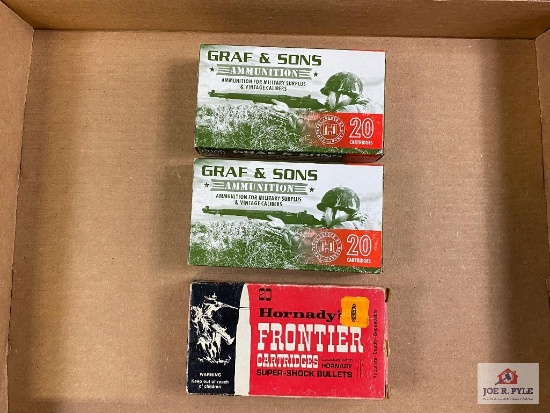 GRAF & SONS
AMMUNITION
AMMUNITION FOR MILITARY SURPLUS
& VINTAGE CALIBERS
20
CARTRIDGES
GRAF & SONS
AMMUNITION
AMMUNITION FOR MILITARY SURPLUS
& VINTAGE CALIBERS
20
CARTRIDGES
20
Hornady
FRONTIER
CARTRIDGES
HORNADY
SUPER-SHOCK BULLETS
WARNING
Keep out of reach
of children
JOE R. PYLE